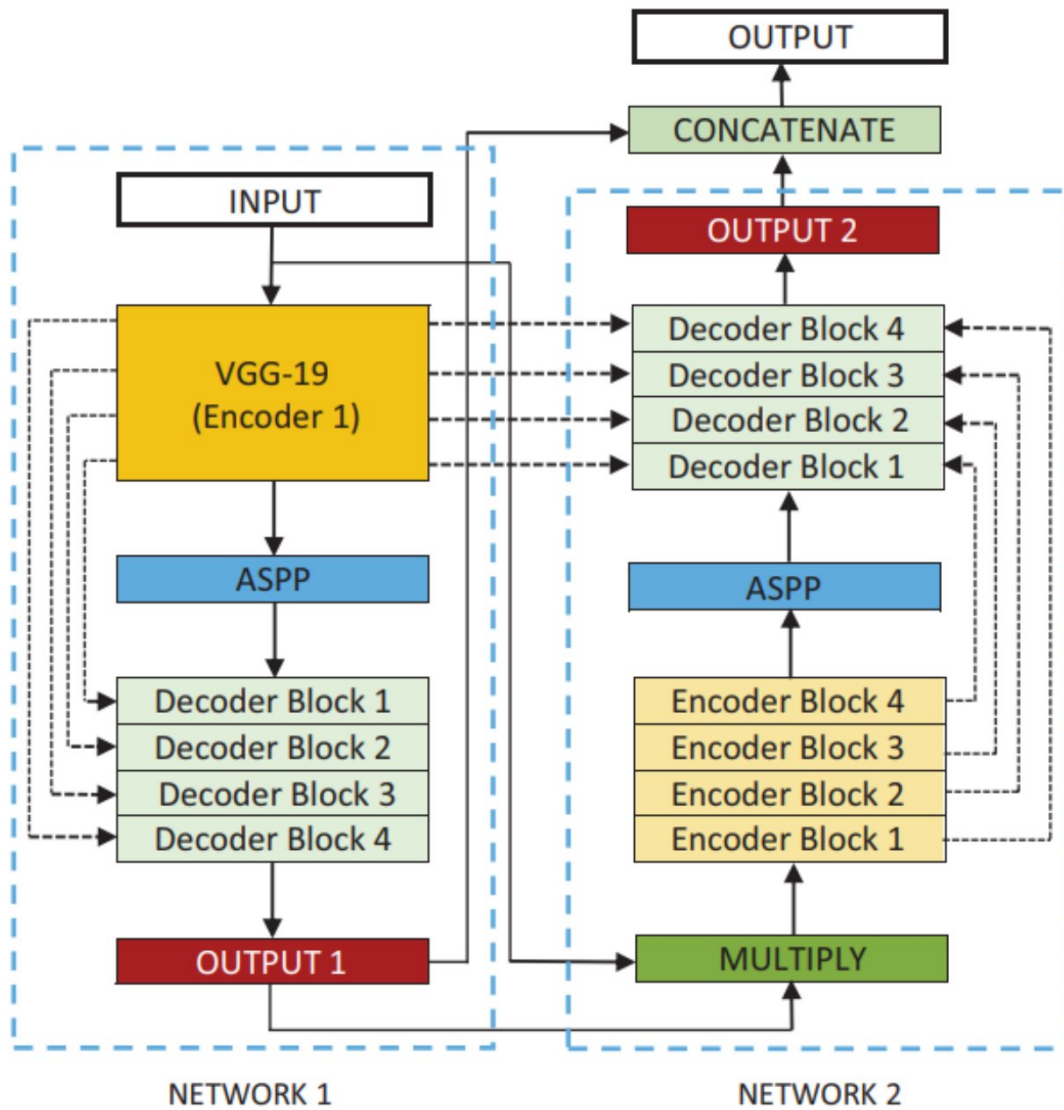 INPUT
VGG-19
(Encoder 1)
ASPP
Decoder Block 1
Decoder Block 2
Decoder Block 3
Decoder Block 4
OUTPUT 1
NETWORK 1
OUTPUT
CONCATENATE
OUTPUT 2
Decoder Block 4
Decoder Block 3
Decoder Block 2
Decoder Block 1
ASPP
Encoder Block 4
Encoder Block 3
Encoder Block 2
Encoder Block 1
MULTIPLY
NETWORK 2